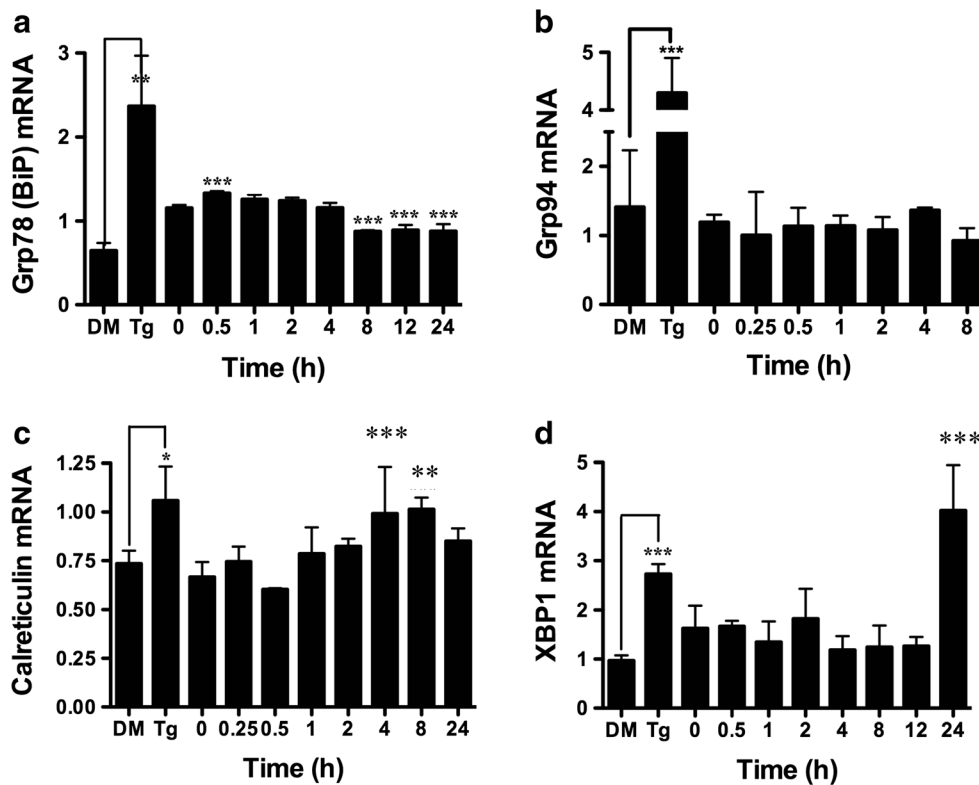 a
Grp78 (BiP) mRNA
3
2
1
0
**
***
***
***
***
DM Tg 0 0.5 1 2 4 8 12 24
Time (h)
b
Grp94 mRNA
5
4
2
1
0
***
DM Tg 0 0.25 0.5 1 2 4 8
Time (h)
c
Calreticulin mRNA
1.25
1.00
0.75
0.50
0.25
0.00
*
***
**
DM Tg 0 0.25 0.5 1 2 4 8 24
Time (h)
d
XBP1 mRNA
5
4
3
2
1
0
***
***
DM Tg 0 0.5 1 2 4 8 12 24
Time (h)